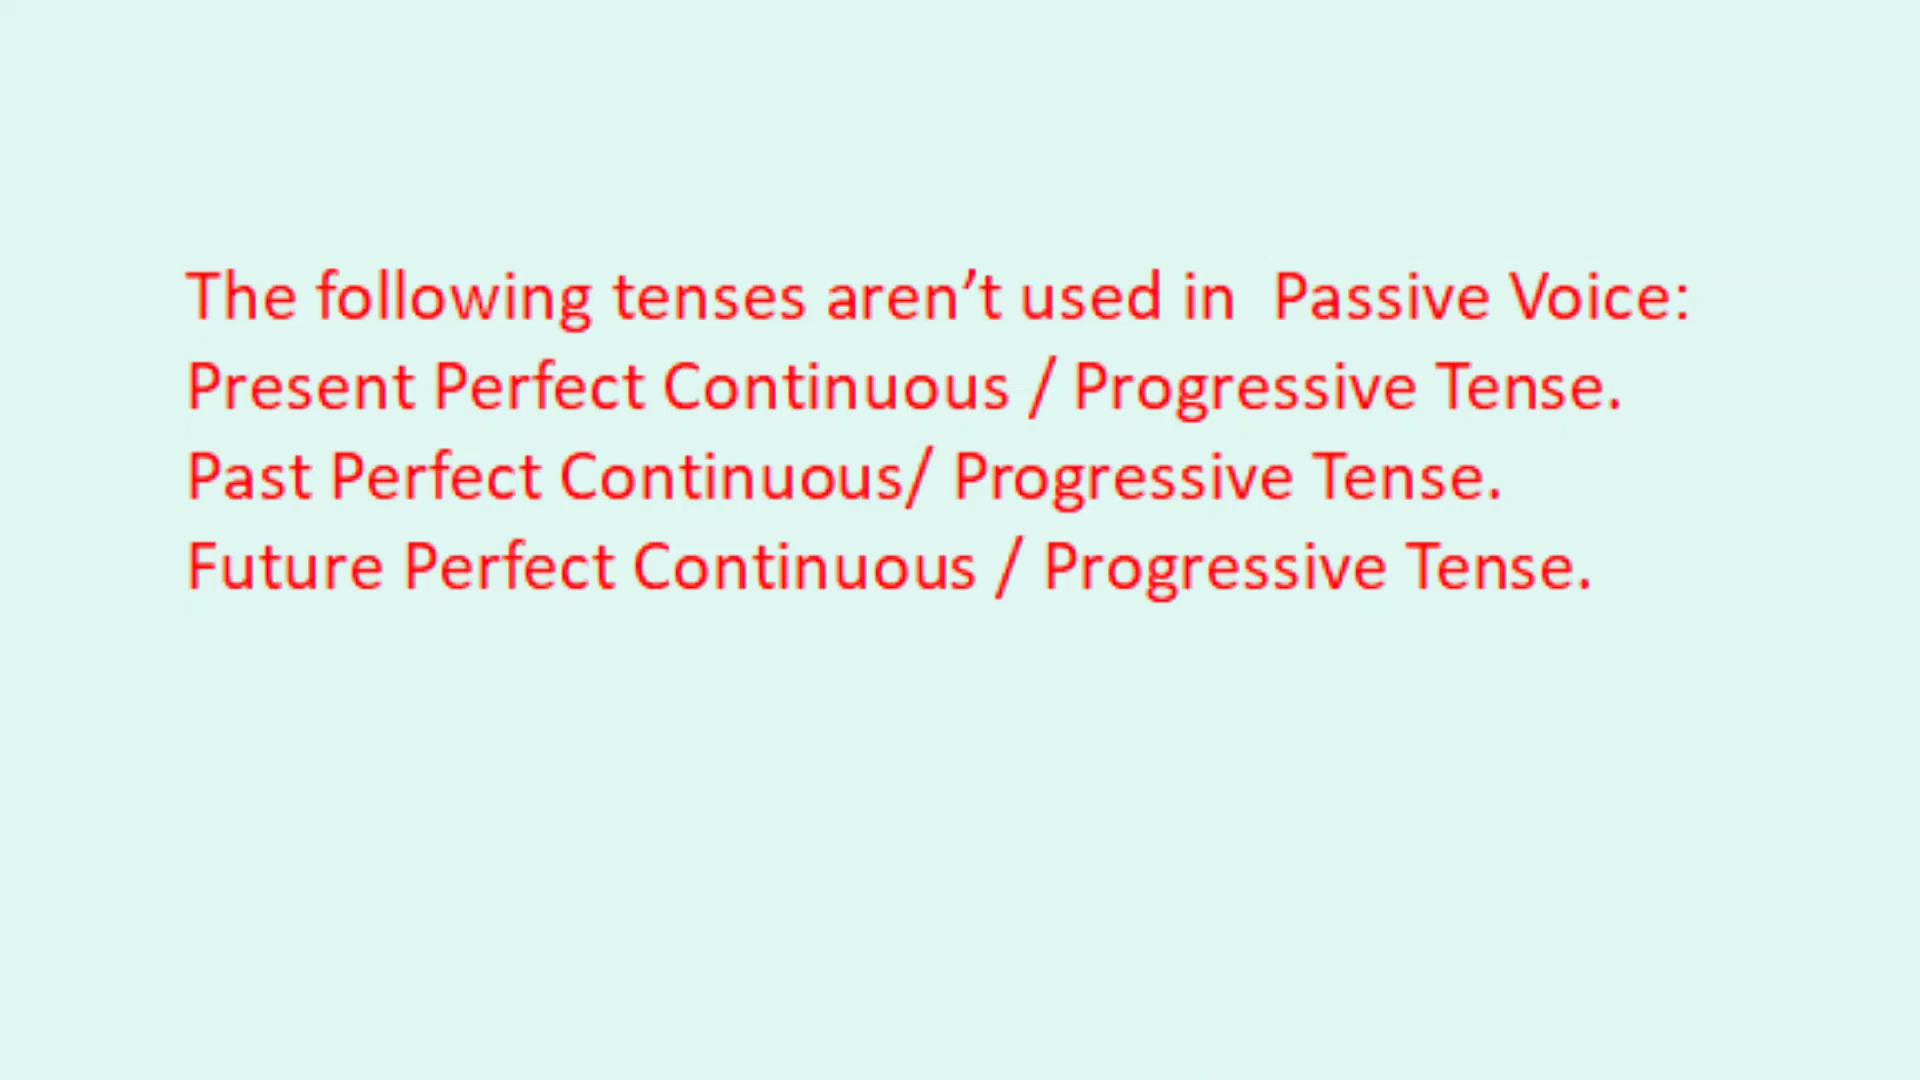 The following tenses aren’t used in  Passive Voice:
Present Perfect Continuous / Progressive Tense.
Past Perfect Continuous/ Progressive Tense.
Future Perfect Continuous / Progressive Tense.